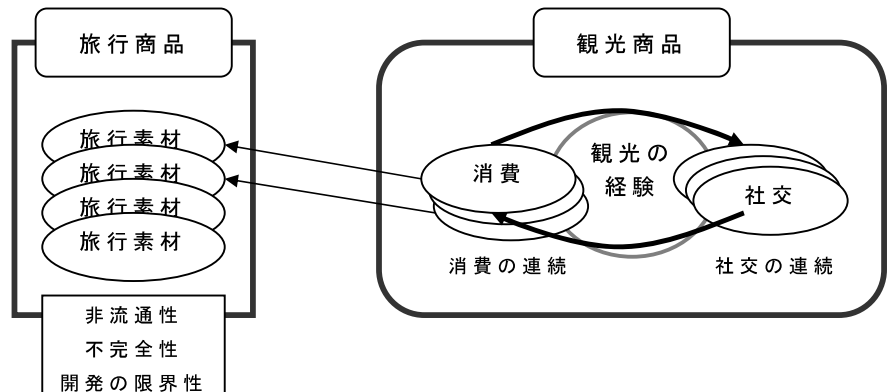 旅行商品
旅行素材
旅行素材
旅行素材
旅行素材
非流通性
不完全性
開発の限界性
観光商品
消費
観光の
経験
社交
消費の連続
社交の連続